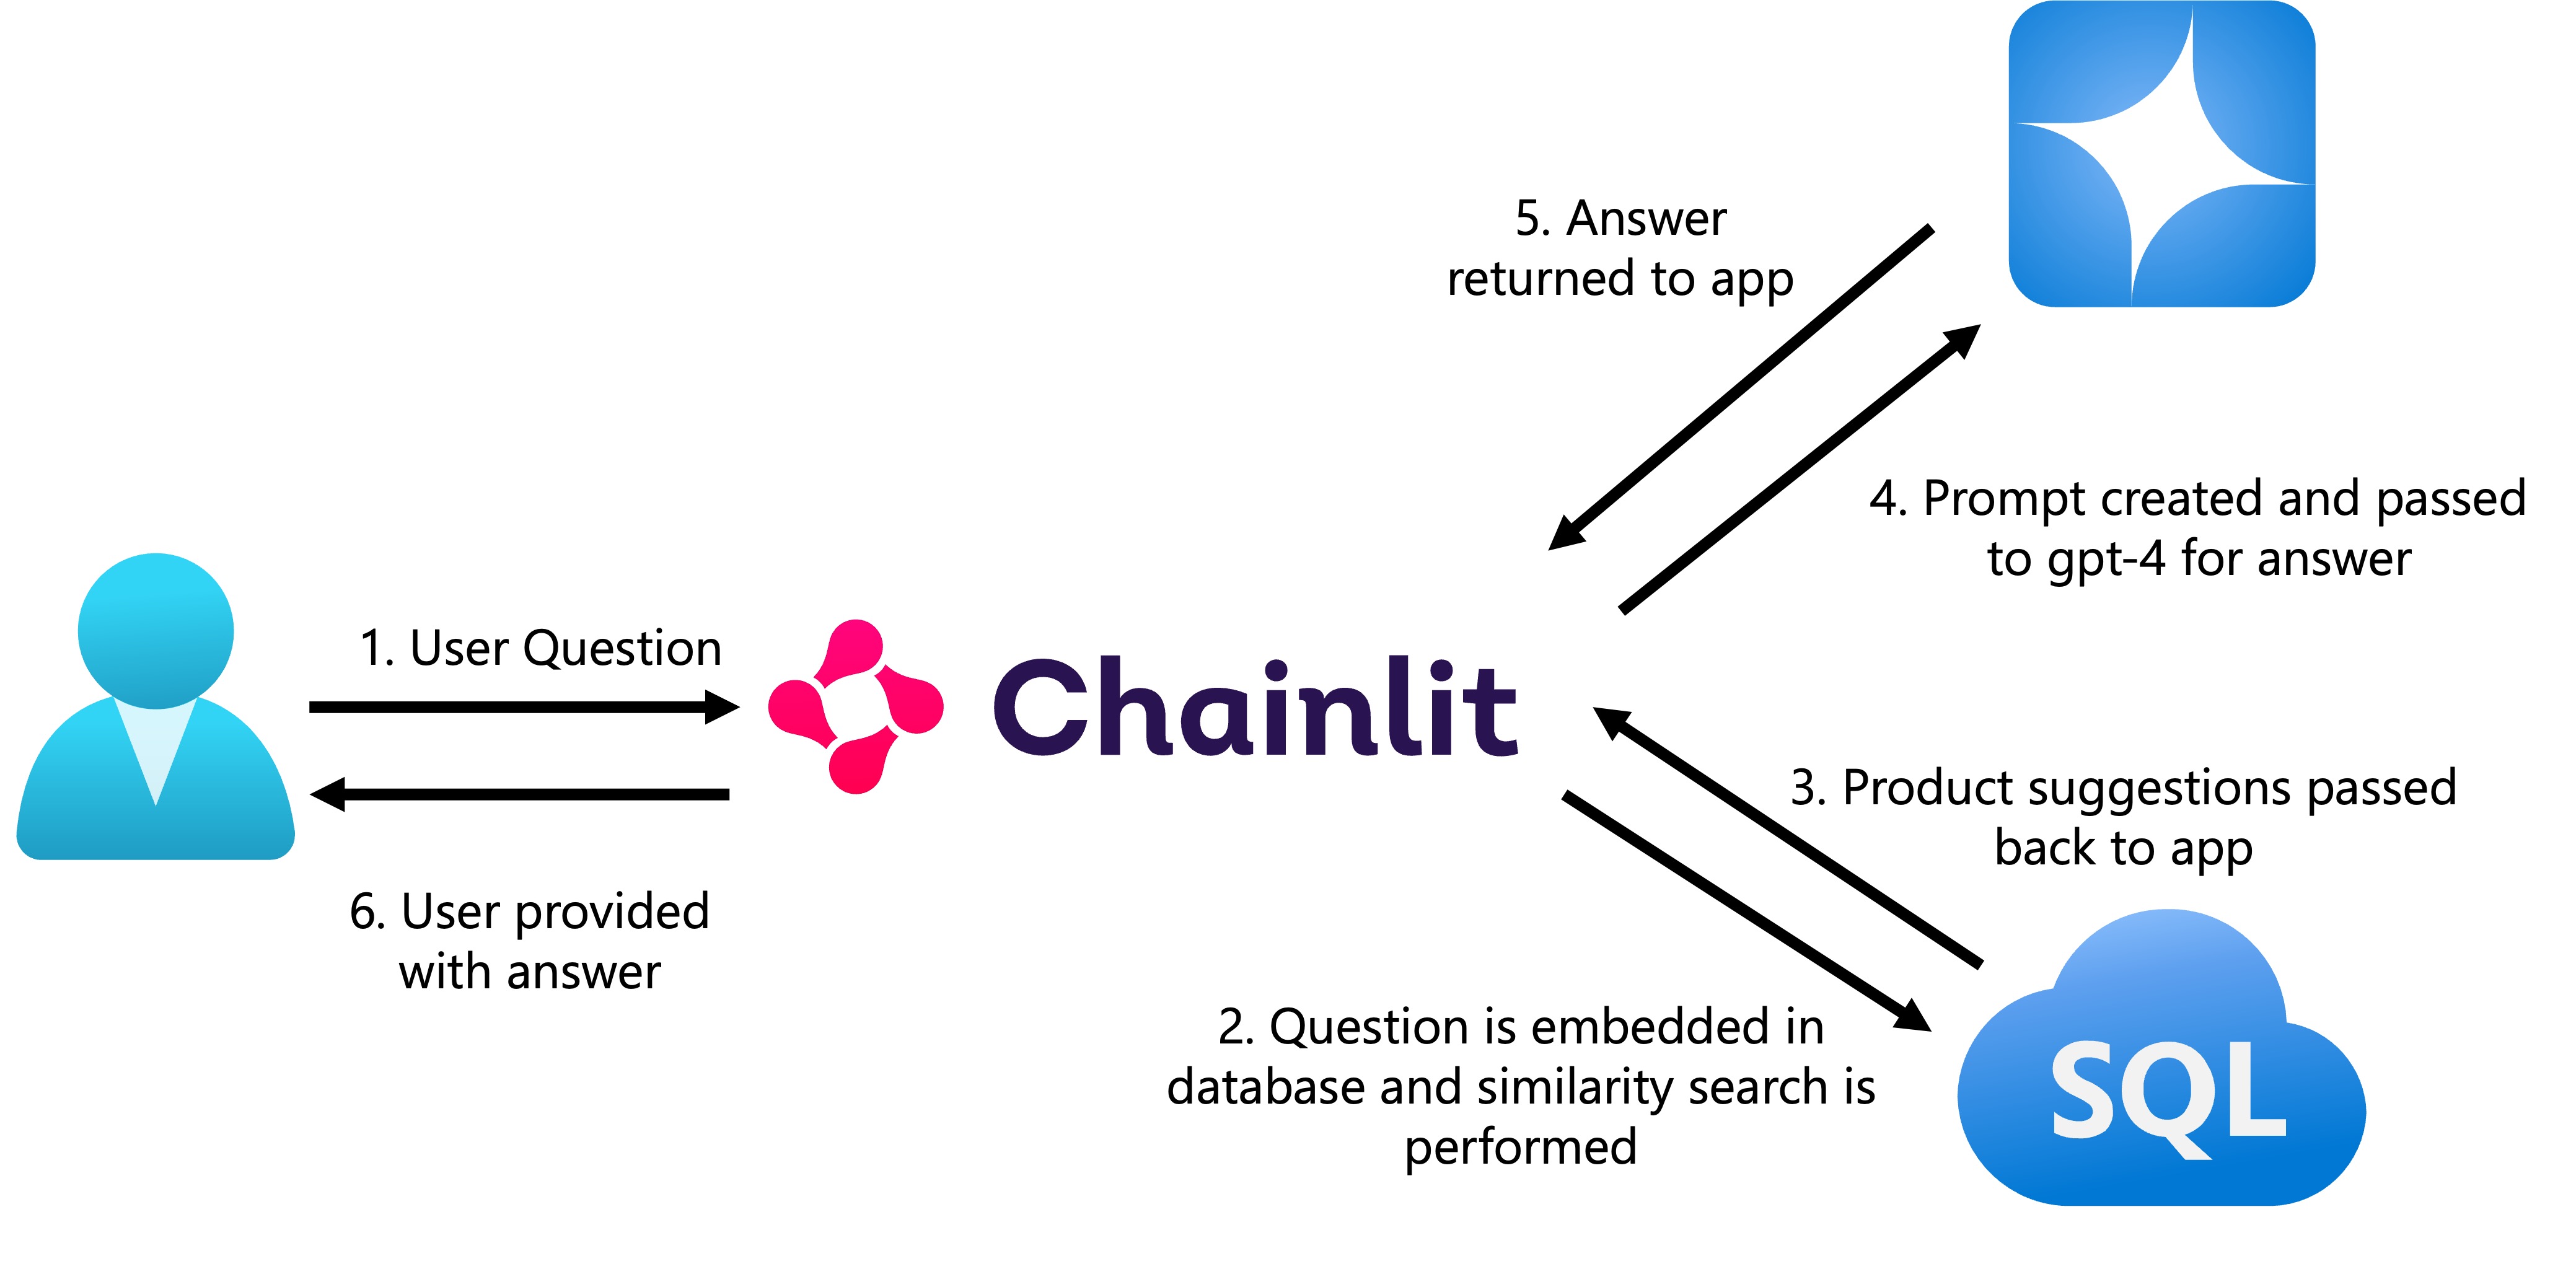 1. User Question
Chainlit
6. User provided
with answer
5. Answer
returned to app
4. Prompt created and passed
to gpt-4 for answer
3. Product suggestions passed
back to app
2. Question is embedded in
database and similarity search is
performed
SQL